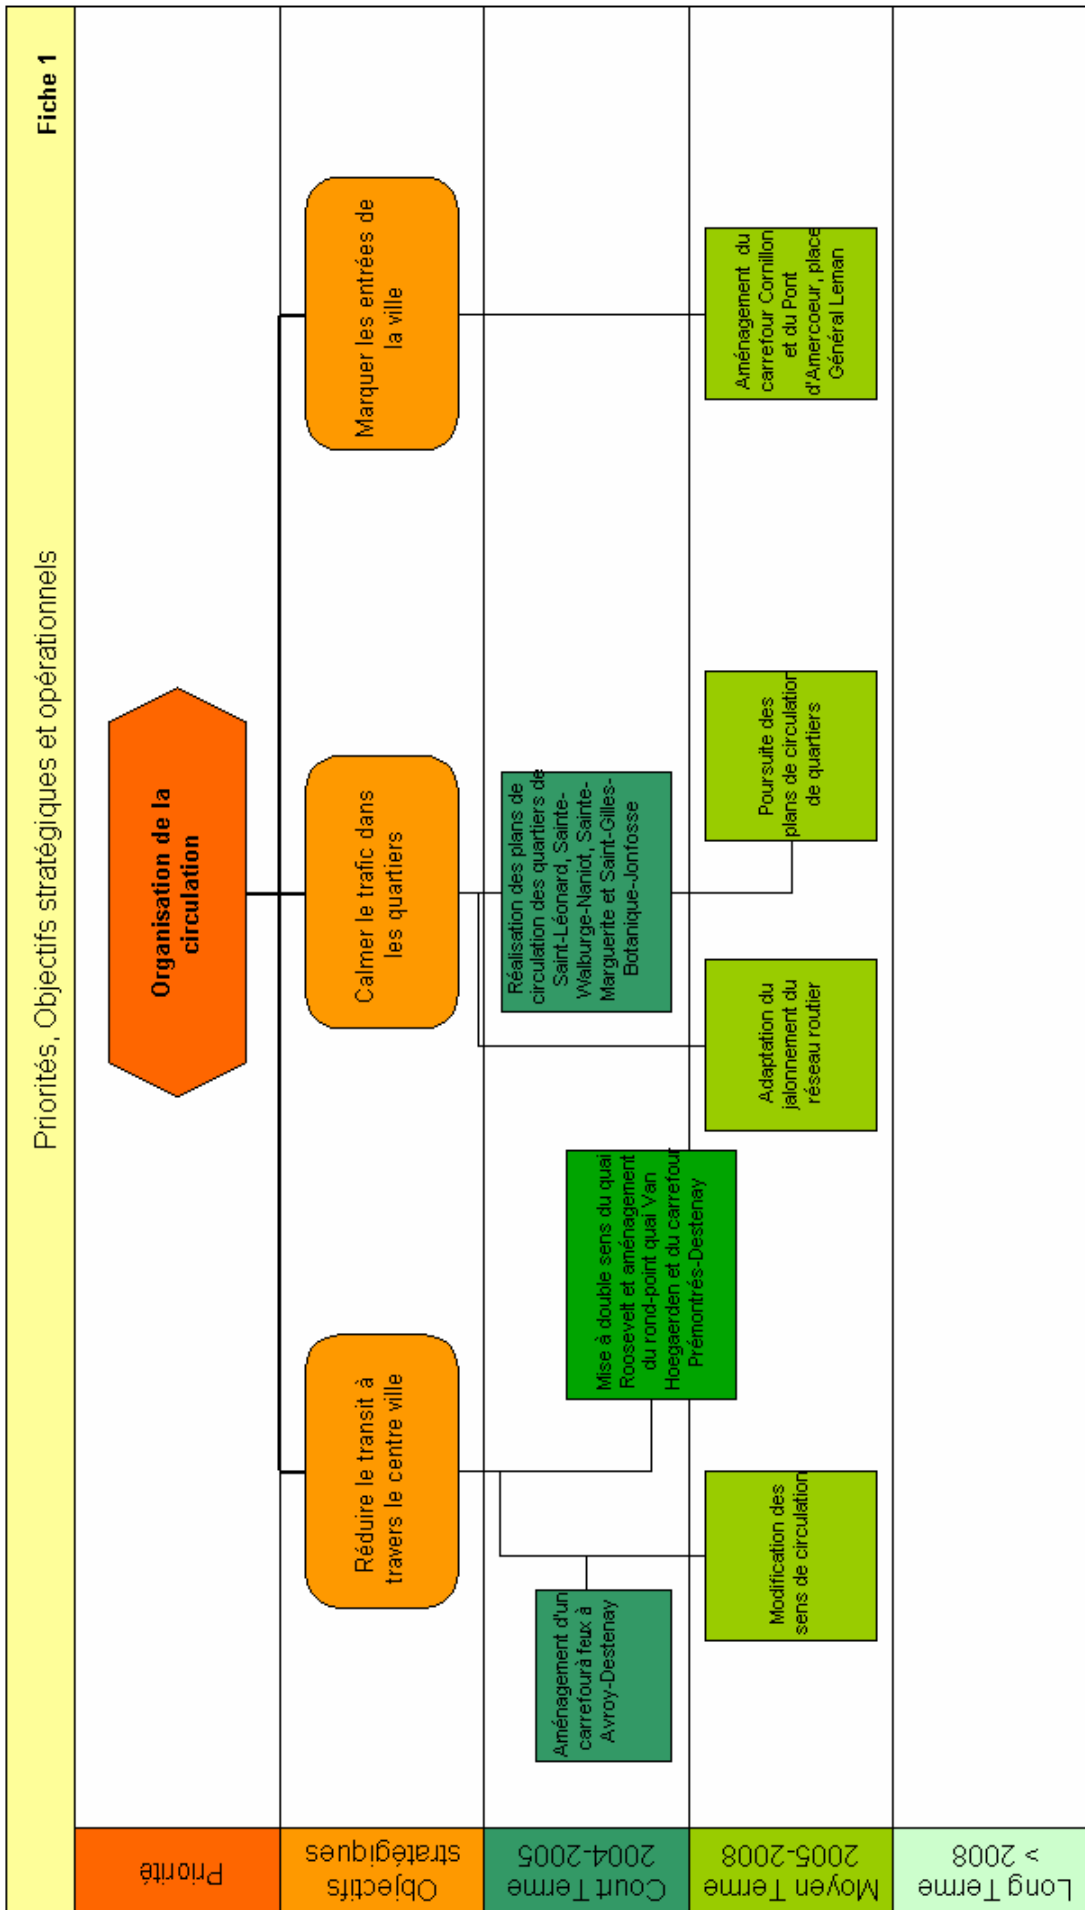 Priorités, Objectifs stratégiques et opérationnels
Fiche 1
Priorité
Organisation de la
circulation
Objectifs
stratégiques
Réduire le transit à
travers le centre ville
Calmer le trafic dans
les quartiers
Marquer les entrées de
la ville
Court Terme
2004-2005
Aménagement d'un
carrefourà feux à
Avroy-Destenay
Mise à double sens du quai
Roosevelt et aménagement
du rond-point quai Van
Hoegaerden et du carrefour
Prémontrés-Destenay
Réalisation des plans de
circulation des quartiers de
Saint-Léonard, Sainte-
Walburge-Naniot, Sainte-
Marguerite et Saint-Gilles-
Botanique-Jonfosse
Moyen Terme
2005-2008
Modification des
sens de circulation
Adaptation du
jalonnement du
réseau routier
Poursuite des
plans de circulation
de quartiers
Aménagement du
carrefour Cornillon
et du Pont
d'Amercoeur, place
Général Leman
Long Terme
> 2008